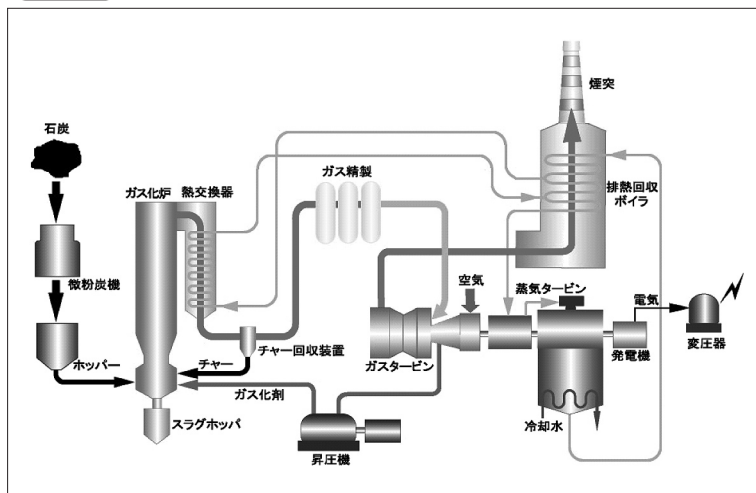 煙突
石炭
ガス化炉
熱交換器
ガス精製
排熱回収
ボイラ
微粉炭機
空気
蒸気タービン
電気
ホッパー
チャー回収装置
チャー
ガスタービン
発電機
変圧器
ガス化剤
スラグホッパ
冷却水
昇圧機